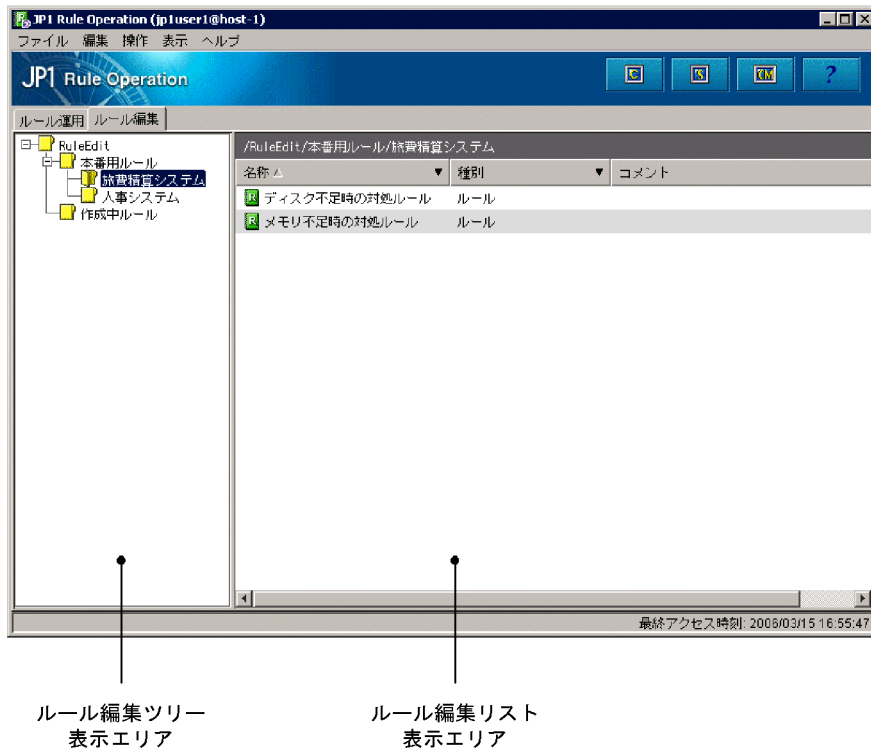 JP1 Rule Operation (jp1user1@host-1)
ファイル 編集 操作 表示 ヘルプ
JP1 Rule Operation
C S CM ?
ルール運用 ルール編集
RuleEdit
本番用ルール
旅費精算システム
人事システム
作成中ルール
/RuleEdit/本番用ルール/旅費精算システム
名称 種別 コメント
R ディスク不足時の対処ルール ルール
R メモリ不足時の対処ルール ルール
最終アクセス時刻: 2006/03/15 16:55:47
ルール編集ツリー
表示エリア
ルール編集リスト
表示エリア